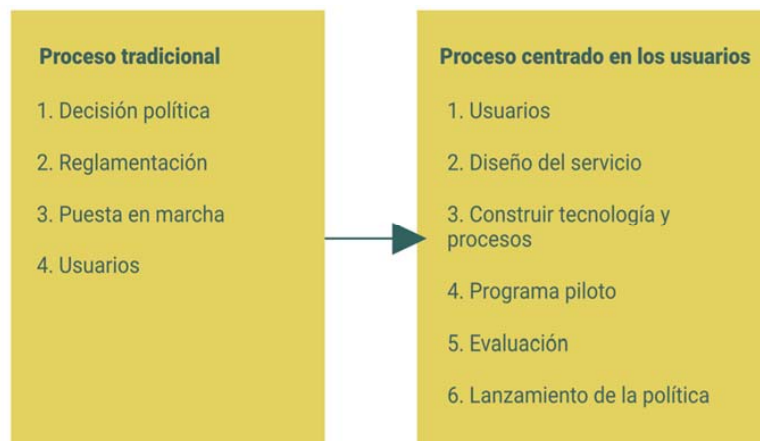 Proceso tradicional
1. Decisión política
2. Reglamentación
3. Puesta en marcha
4. Usuarios
Proceso centrado en los usuarios
1. Usuarios
2. Diseño del servicio
3. Construir tecnología y
procesos
4. Programa piloto
5. Evaluación
6. Lanzamiento de la política